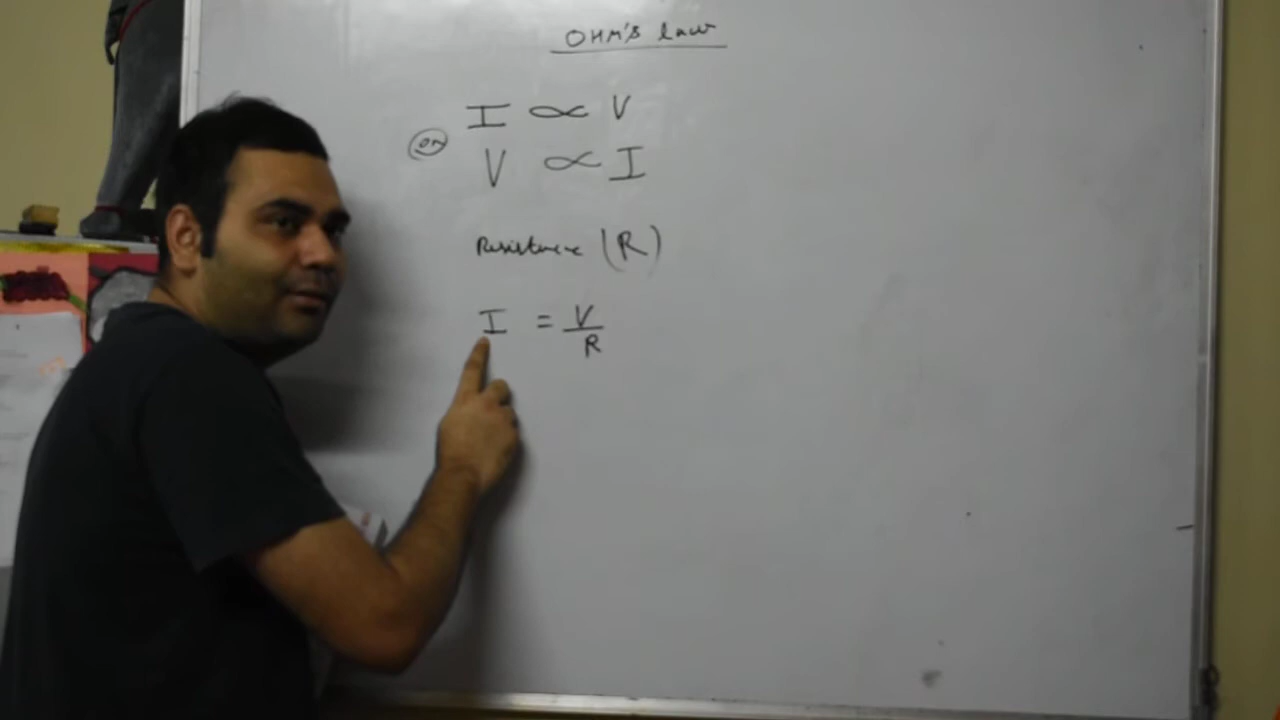 OHM'S law
I ∝ V
(or)
V ∝ I
Resistance (R)
I = V/R